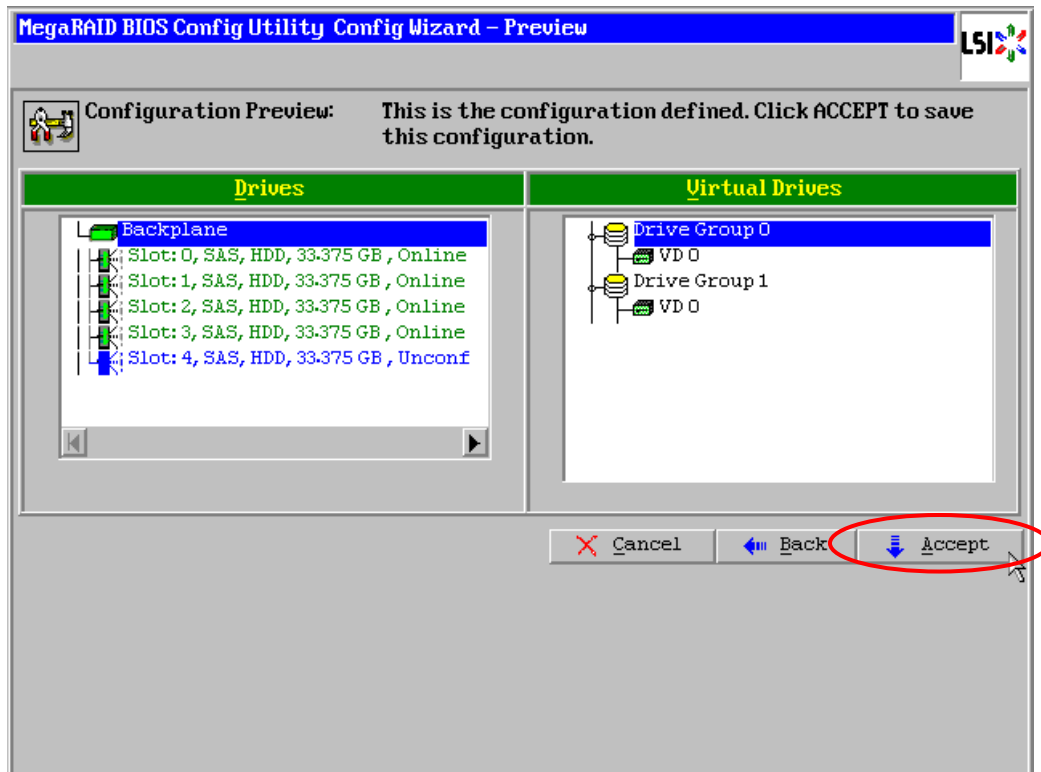 MegaRAID BIOS Config Utility Config Wizard – Preview
LSI
Configuration Preview:
This is the configuration defined. Click ACCEPT to save
this configuration.
Drives
Backplane
Slot: 0, SAS, HDD, 33.375 GB , Online
Slot: 1, SAS, HDD, 33.375 GB , Online
Slot: 2, SAS, HDD, 33.375 GB , Online
Slot: 3, SAS, HDD, 33.375 GB , Online
Slot: 4, SAS, HDD, 33.375 GB , Unconf
Virtual Drives
Drive Group 0
VD 0
Drive Group 1
VD 0
Cancel
Back
Accept